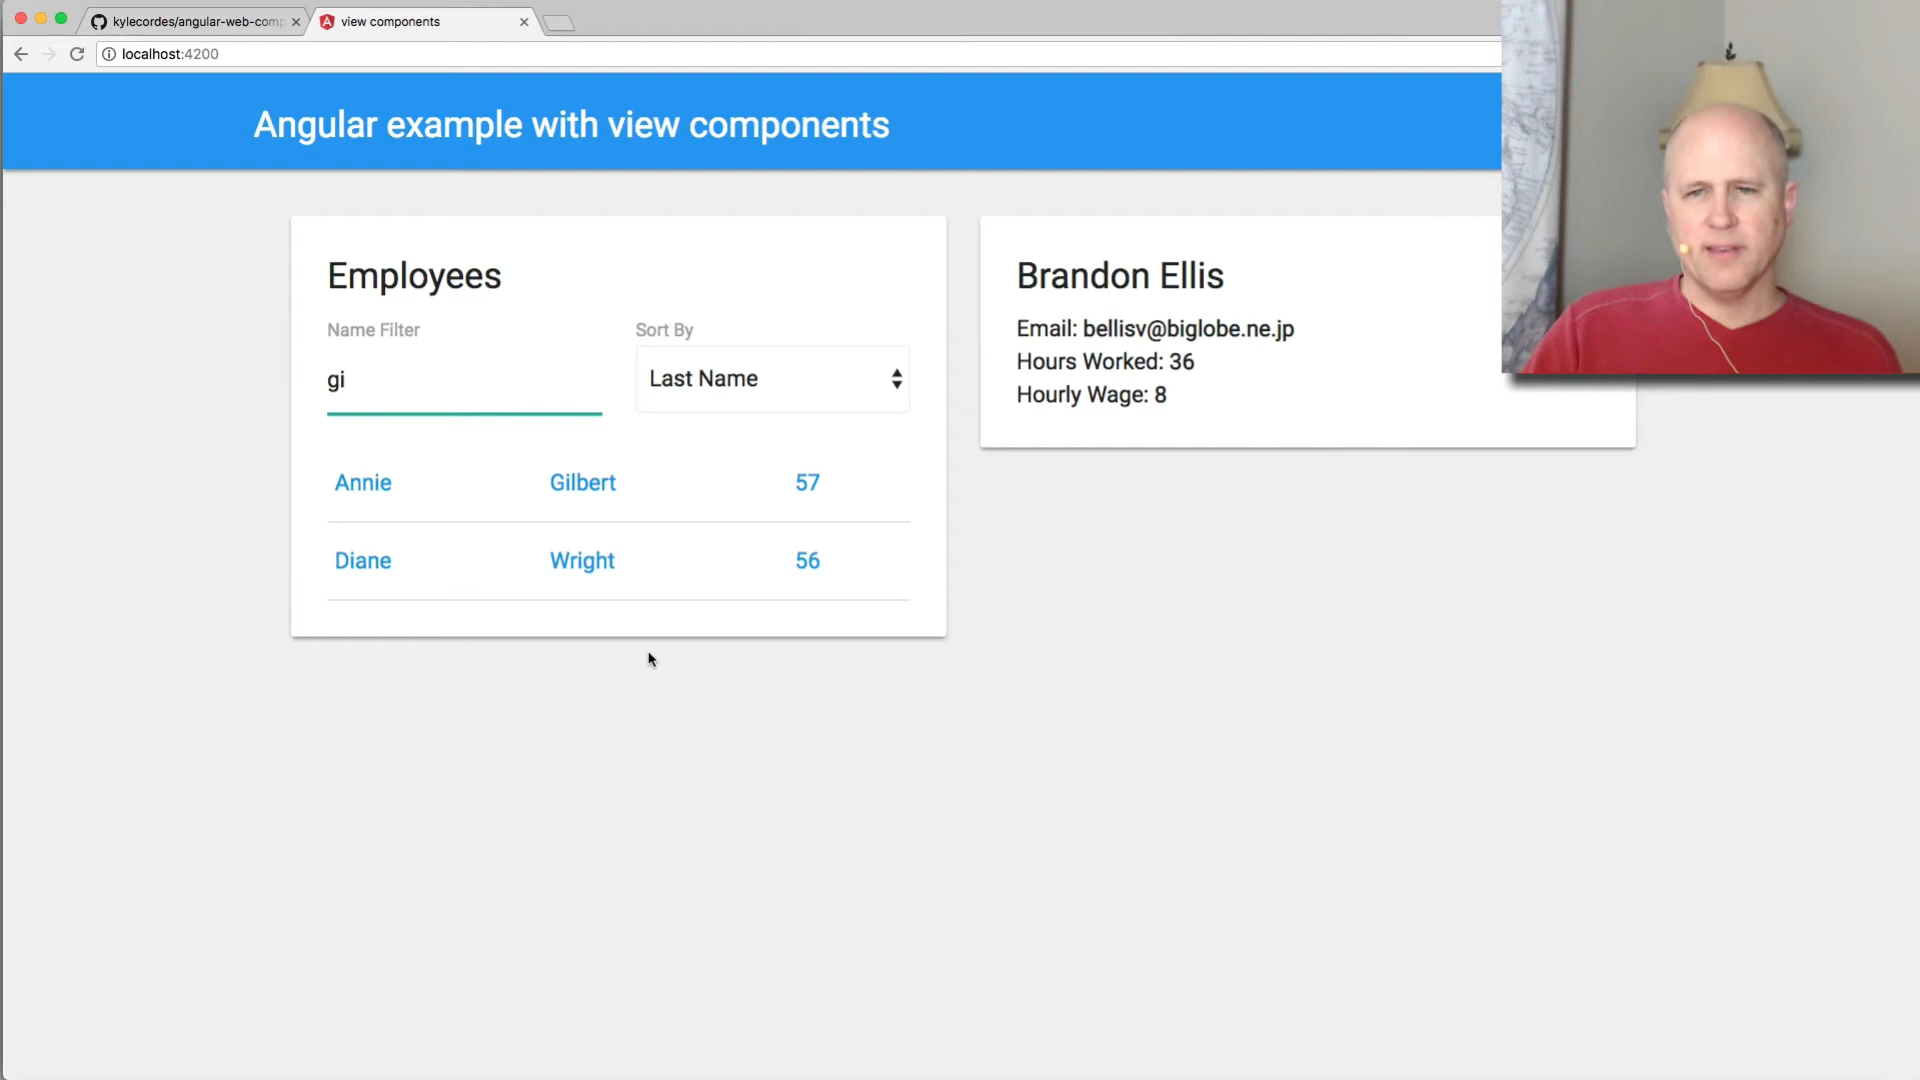 kylecordes/angular-web-comp
view components
localhost:4200
Angular example with view components
Employees
Name Filter
Sort By
gi
Last Name
Annie Gilbert 57
Diane Wright 56
Brandon Ellis
Email: bellisv@biglobe.ne.jp
Hours Worked: 36
Hourly Wage: 8